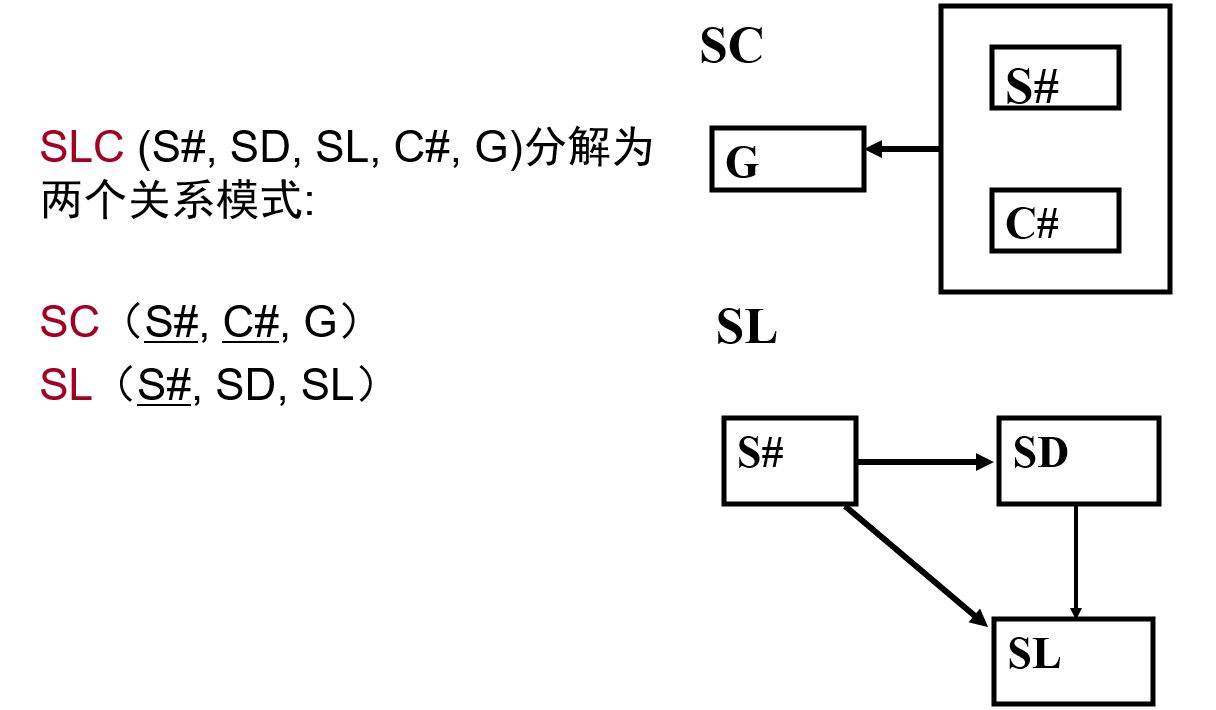 SLC (S#, SD, SL, C#, G)分解为
两个关系模式:
SC（S#, C#, G）
SL（S#, SD, SL）
SC
S#
G
C#
SL
S#
SD
SL